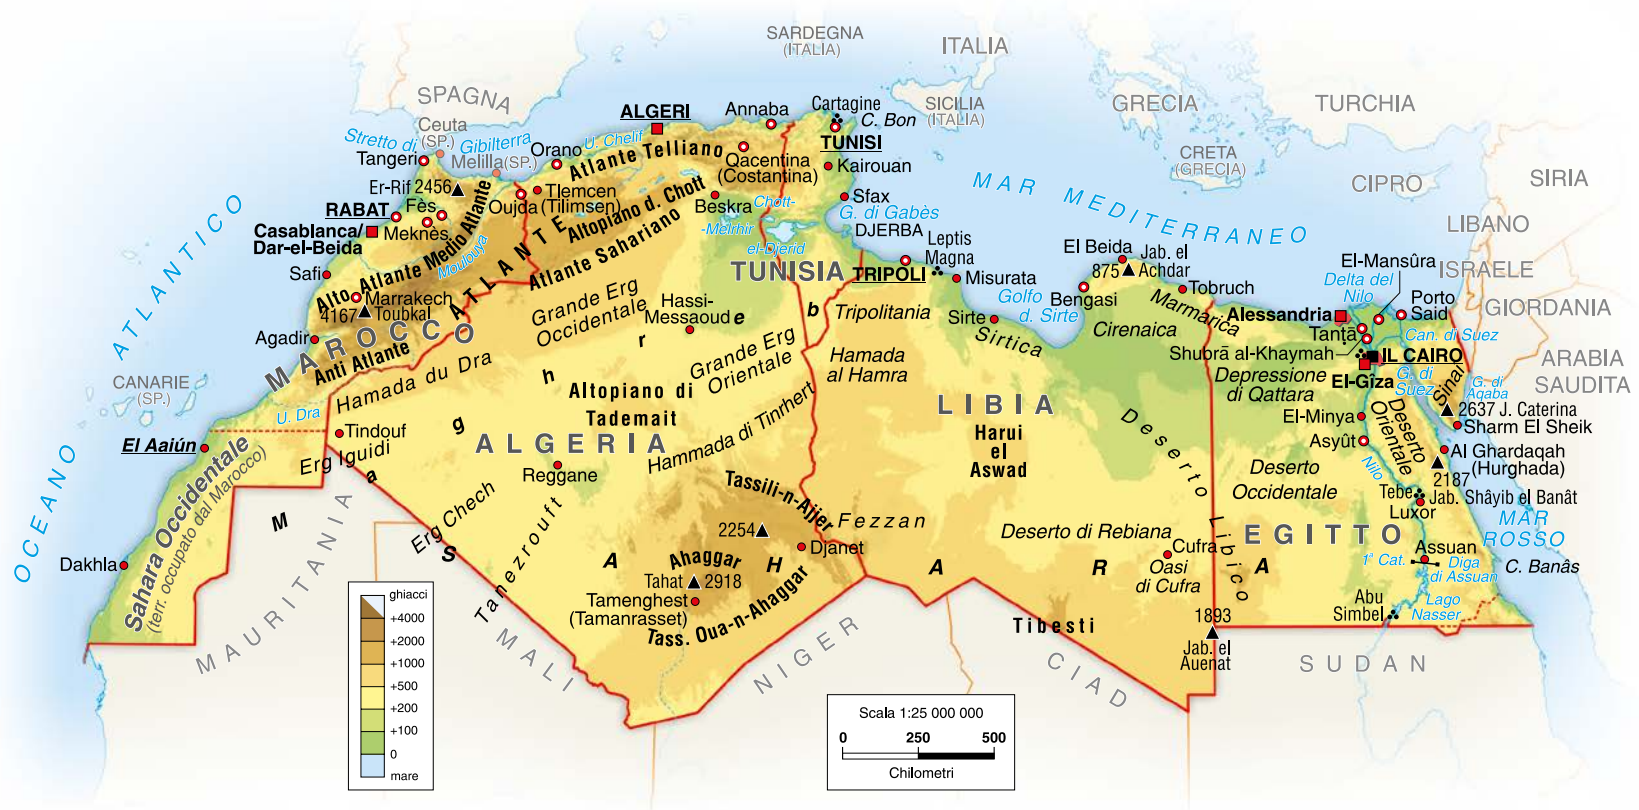 SARDEGNA
(ITALIA)
ITALIA
SPAGNA
Ceuta
(SP.)
Stretto di
Gibilterra
Tangeri
Melilla(SP.)
ALGERI
U. Chelif
Orano
Annaba
Cartagine
C. Bon
TUNISI
SICILIA
(ITALIA)
GRECIA
TURCHIA
CRETA
(GRECIA)
CIPRO
SIRIA
LIBANO
ISRAELE
GIORDANIA
ARABIA
SAUDITA
MAR MEDITERRANEO
OCEANO ATLANTICO
Er-Rif 2456
RABAT
Fès
Meknès
Casablanca/
Dar-el-Beida
Safi
Oujda
Tlemcen
(Tilimsen)
Atlante Telliano
Qacentina
(Costantina)
Kairouan
Sfax
G. di Gabès
DJERBA
Beskra
Chott-
-Melrhir
el-Djerid
Altopiano d. Chott
Atlante Sahariano
ATLANTE
Medio Atlante
Moulouya
Alto Atlante
Marrakech
4167
Toubkal
Agadir
MAROCCO
Anti Atlante
CANARIE
(SP.)
U. Dra
Hamada du Dra
Grande Erg
Occidentale
Hassi-
Messaoud
TUNISIA
TRIPOLI
Leptis
Magna
Misurata
Tripolitania
Sirte
Golfo
d. Sirte
Sirtica
El Beida
Jab. el
Achdar
875
Bengasi
Cirenaica
Tobruch
Marmarica
El-Mansûra
Delta del
Nilo
Porto
Said
Alessandria
Tantā
Can. di Suez
Shubrā al-Khaymah
IL CAIRO
El-Gîza
G. di
Suez
Sinai
G. di
Aqaba
Depressione
di Qattara
El-Minya
2637 J. Caterina
Sharm El Sheik
Asyût
Deserto
Orientale
Al Ghardaqah
(Hurghada)
2187
Jab. Shâyib el Banât
Nilo
Deserto
Occidentale
Tebe
Luxor
MAR
ROSSO
EGITTO
Assuan
1ª Cat.
Diga
di Assuan
C. Banâs
Abu
Simbel
Lago
Nasser
SUDAN
Grande Erg
Orientale
Hamada
al Hamra
Altopiano di
Tademait
Hammada di Tinrhert
LIBIA
Harui
el
Aswad
Deserto Libico
El Aaiún
Tindouf
Erg Iguidi
ALGERIA
Reggane
Sahara Occidentale
(terr. occupato dal Marocco)
Dakhla
MAURITANIA
Erg Chech
Tanezrouft
Tassili-n-Ajjer
2254
Djanet
Fezzan
Deserto di Rebiana
Cufra
Oasi
di Cufra
Ahaggar
Tahat
2918
Tamenghest
(Tamanrasset)
Tass. Oua-n-Ahaggar
Maghreb
SAHARA
MALI
NIGER
Tibesti
CIAD
1893
Jab. el
Auenat
ghiacci
+4000
+2000
+1000
+500
+200
+100
0
mare
Scala 1:25 000 000
0 250 500
Chilometri